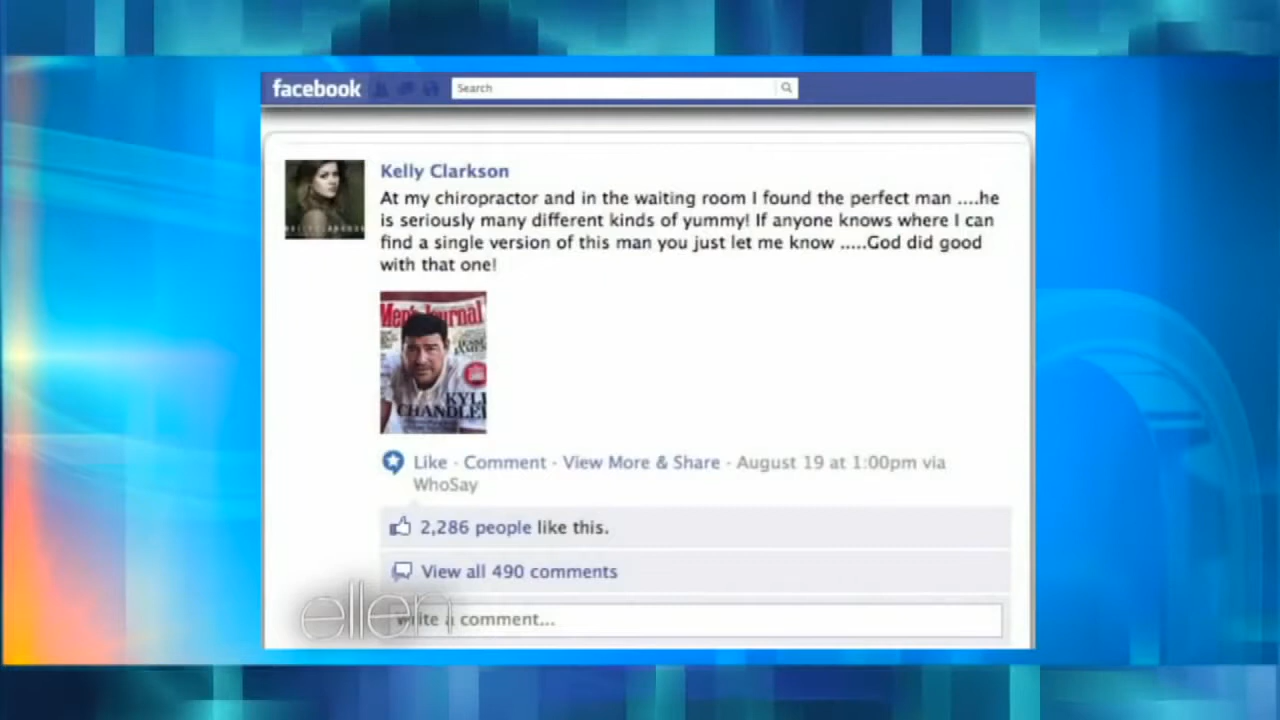 facebook
Search
Kelly Clarkson
At my chiropractor and in the waiting room I found the perfect man ....he
is seriously many different kinds of yummy! If anyone knows where I can
find a single version of this man you just let me know .....God did good
with that one!
Men's Journal
KYLE
CHANDLER
Like · Comment · View More & Share · August 19 at 1:00pm via
WhoSay
2,286 people like this.
View all 490 comments
Write a comment...
ellen